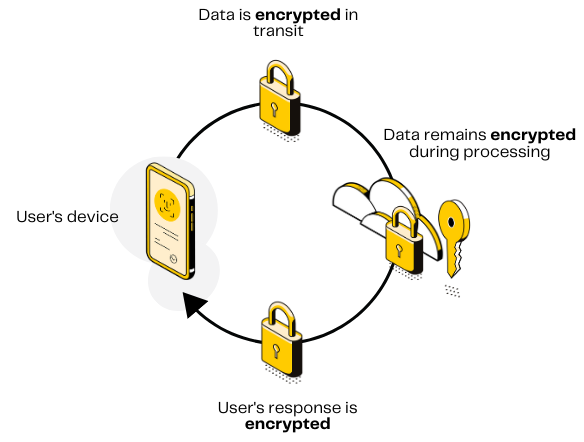 Data is encrypted in
transit
Data remains encrypted
during processing
User's device
User's response is
encrypted